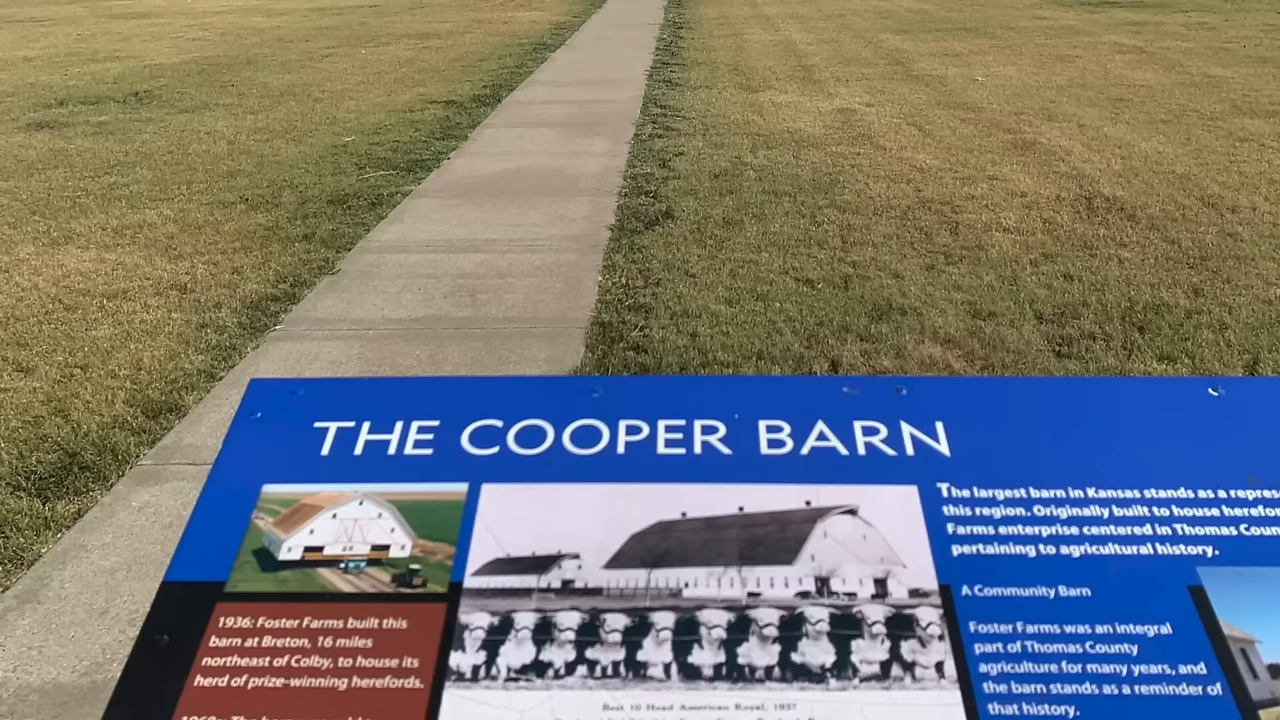 THE COOPER BARN
1936: Foster Farms built this
barn at Breton, 16 miles
northeast of Colby, to house its
herd of prize-winning herefords.
Best 10 Head American Royal, 1937
The largest barn in Kansas stands as a
this region. Originally built to house
Farms enterprise centered in Thomas
pertaining to agricultural history.
A Community Barn
Foster Farms was an integral
part of Thomas County
agriculture for many years, and
the barn stands as a reminder of
that history.